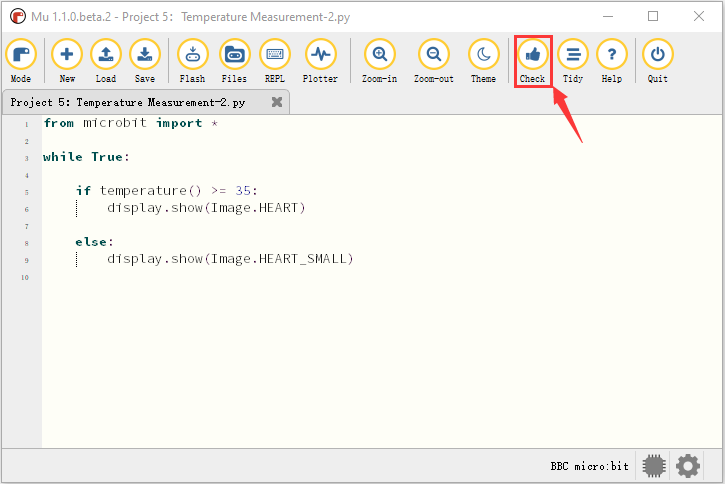 Mu 1.1.0.beta.2 - Project 5: Temperature Measurement-2.py
Mode New Load Save Flash Files REPL Plotter Zoom-in Zoom-out Theme Check Tidy Help Quit
Project 5: Temperature Measurement-2.py
1 from microbit import *
2
3 while True:
4
5 if temperature() >= 35:
6 display.show(Image.HEART)
7
8 else:
9 display.show(Image.HEART_SMALL)
10
BBC micro:bit